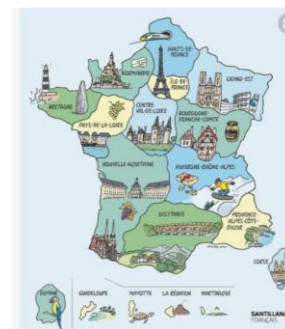 HAUTS-DE-
FRANCE
NORMANDIE
ÎLE-DE-
FRANCE
GRAND-EST
BRETAGNE
PAYS-DE-LA-LOIRE
CENTRE-
VAL-DE-LOIRE
BOURGOGNE-
FRANCHE-COMTÉ
NOUVELLE-AQUITAINE
AUVERGNE-RHÔNE-ALPES
OCCITANIE
PROVENCE-
ALPES-CÔTE-
D'AZUR
CORSE
GUYANE
GUADELOUPE
MAYOTTE
LA RÉUNION
MARTINIQUE
SANTILLANA
FRANÇAIS